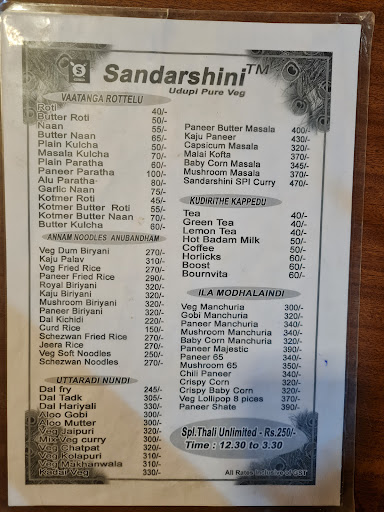 S
Sandarshini™
Udupi Pure Veg
VAATANGA ROTTELU
Roti 40/-
Butter Roti 50/-
Naan 55/-
Butter Naan 65/-
Plain Kulcha 50/-
Masala Kulcha 70/-
Plain Paratha 60/-
Paneer Paratha 100/-
Alu Paratha 80/-
Garlic Naan 75/-
Kotmer Roti 45/-
Kotmer Butter Roti 55/-
Kotmer Butter Naan 70/-
Butter Kulcha 60/-
ANNAM NOODLES ANUBANDHAM
Veg Dum Biryani 270/-
Kaju Palav 310/-
Veg Fried Rice 270/-
Paneer Fried Rice 290/-
Royal Biriyani 320/-
Kaju Biriyani 320/-
Mushroom Biriyani 320/-
Paneer Biriyani 320/-
Dal Kichidi 220/-
Curd Rice 150/-
Schezwan Fried Rice 270/-
Jeera Rice 270/-
Veg Soft Noodles 250/-
Schezwan Noodles 270/-
UTTARADI NUNDI
Dal fry 245/-
Dal Tadk 305/-
Dal Hariyali 330/-
Aloo Gobi 300/-
Aloo Mutter 300/-
Veg Jaipuri 320/-
Mix Veg curry 300/-
Veg Chatpat 320/-
Veg Kolapuri 310/-
Veg Makhanwala 310/-
Kadai Veg 330/-
Paneer Butter Masala 400/-
Kaju Paneer 430/-
Capsicum Masala 320/-
Malai Kofta 370/-
Baby Corn Masala 345/-
Mushroom Masala 370/-
Sandarshini SPI Curry 470/-
KUDIRITHE KAPPEDU
Tea 40/-
Green Tea 40/-
Lemon Tea 40/-
Hot Badam Milk 50/-
Coffee 50/-
Horlicks 60/-
Boost 60/-
Bournvita 60/-
ILA MODHALAINDI
Veg Manchuria 300/-
Gobi Manchuria 320/-
Paneer Manchuria 340/-
Mushroom Manchuria 340/-
Baby Corn Manchuria 320/-
Paneer Majestic 390/-
Paneer 65 340/-
Mushroom 65 350/-
Chili Paneer 340/-
Crispy Corn 320/-
Crispy Baby Corn 340/-
Veg Lollipop 8 pices 370/-
Paneer Shate 390/-
Spl.Thali Unlimited - Rs.250/-
Time : 12.30 to 3.30
All Rates Inclusive of GST